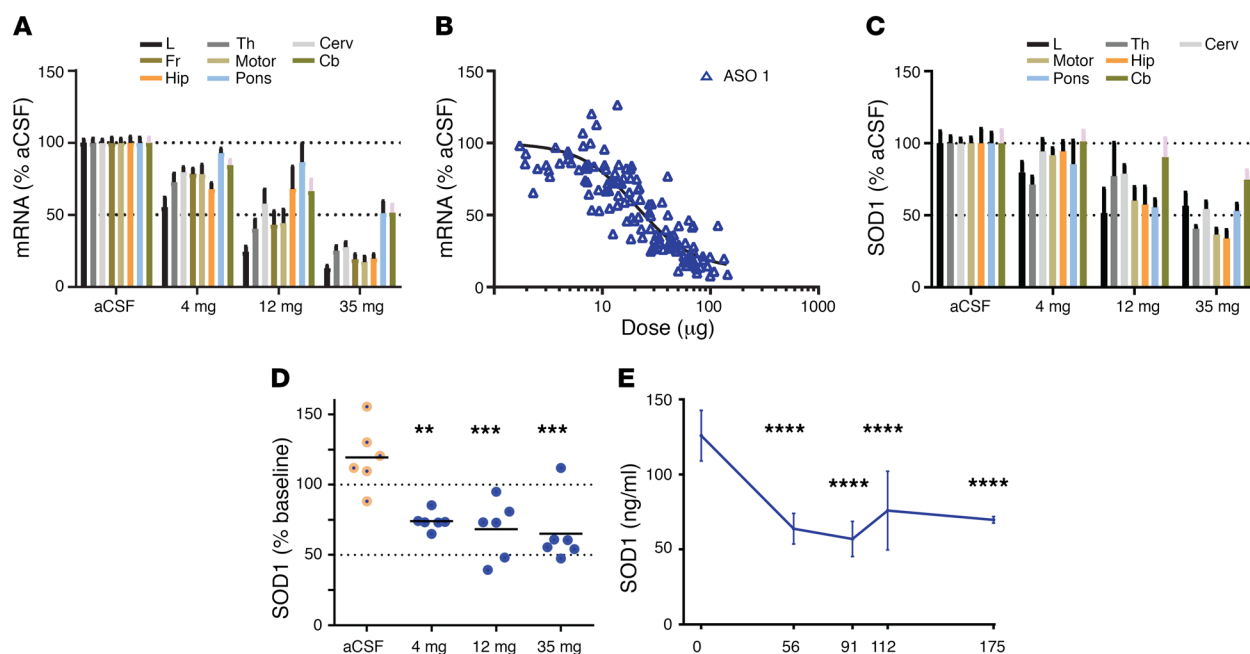 A
L Th Cerv
Fr Motor Cb
Hip Pons
mRNA (% aCSF)
150
100
50
0
aCSF 4 mg 12 mg 35 mg
B
ASO 1
mRNA (% aCSF)
150
100
50
0
10 100 1000
Dose (μg)
C
L Th Cerv
Motor Hip
Pons Cb
SOD1 (% aCSF)
150
100
50
0
aCSF 4 mg 12 mg 35 mg
D
SOD1 (% baseline)
150
100
50
0
** *** ***
aCSF 4 mg 12 mg 35 mg
E
SOD1 (ng/ml)
150
100
50
0
**** **** **** ****
0 56 91 112 175